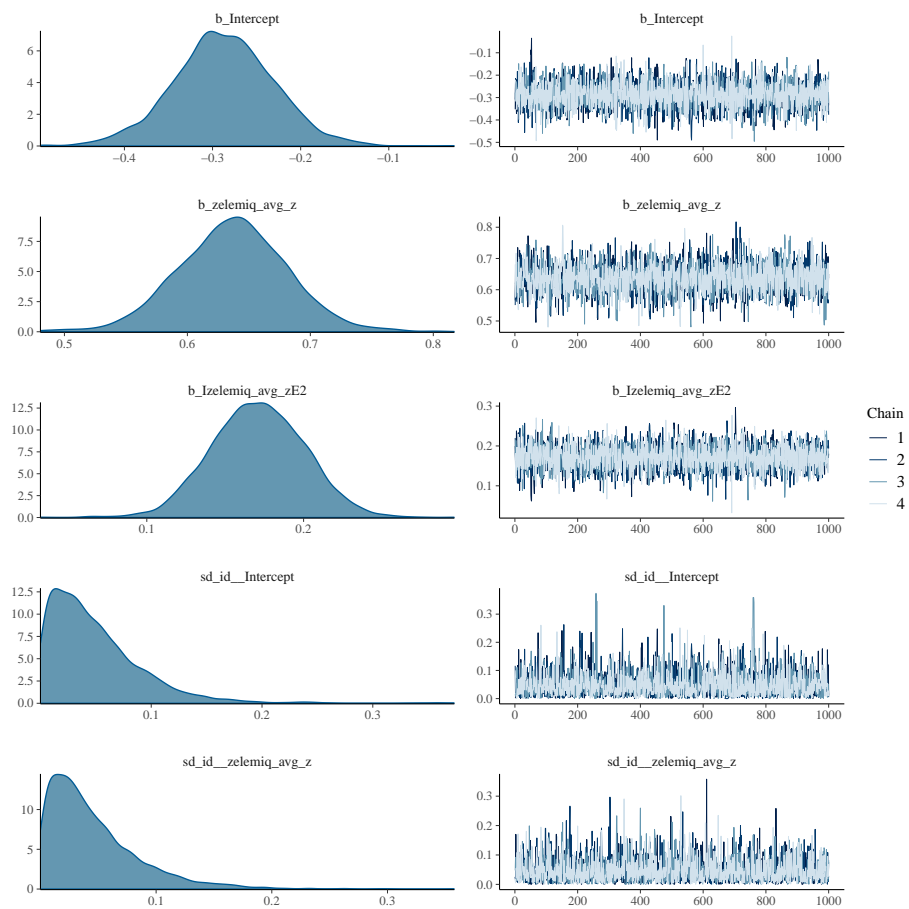 b_Intercept
b_Intercept
6
4
2
0
−0.4 −0.3 −0.2 −0.1
−0.1
−0.2
−0.3
−0.4
−0.5
0 200 400 600 800 1000
b_zelemiq_avg_z
b_zelemiq_avg_z
7.5
5.0
2.5
0.0
0.5 0.6 0.7 0.8
0.8
0.7
0.6
0.5
0 200 400 600 800 1000
b_Izelemiq_avg_zE2
b_Izelemiq_avg_zE2
12.5
10.0
7.5
5.0
2.5
0.0
0.1 0.2
0.3
0.2
0.1
0 200 400 600 800 1000
Chain
1
2
3
4
sd_id__Intercept
sd_id__Intercept
12.5
10.0
7.5
5.0
2.5
0.0
0.1 0.2 0.3
0.3
0.2
0.1
0.0
0 200 400 600 800 1000
sd_id__zelemiq_avg_z
sd_id__zelemiq_avg_z
10
5
0
0.1 0.2 0.3
0.3
0.2
0.1
0.0
0 200 400 600 800 1000